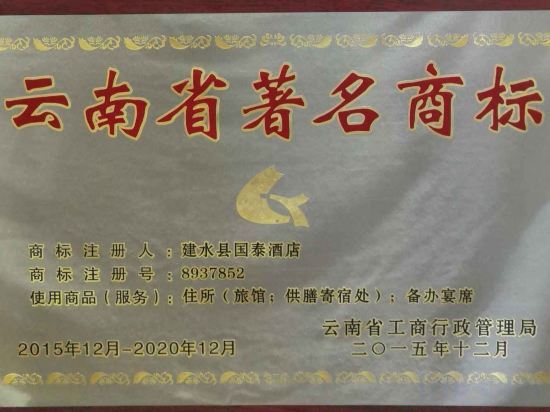 云南省著名商标
商标注册人：建水县国泰酒店
商标注册号：8937852
使用商品（服务）：住所（旅馆；供膳寄宿处）；备办宴席
云南省工商行政管理局
2015年12月-2020年12月
二〇一五年十二月